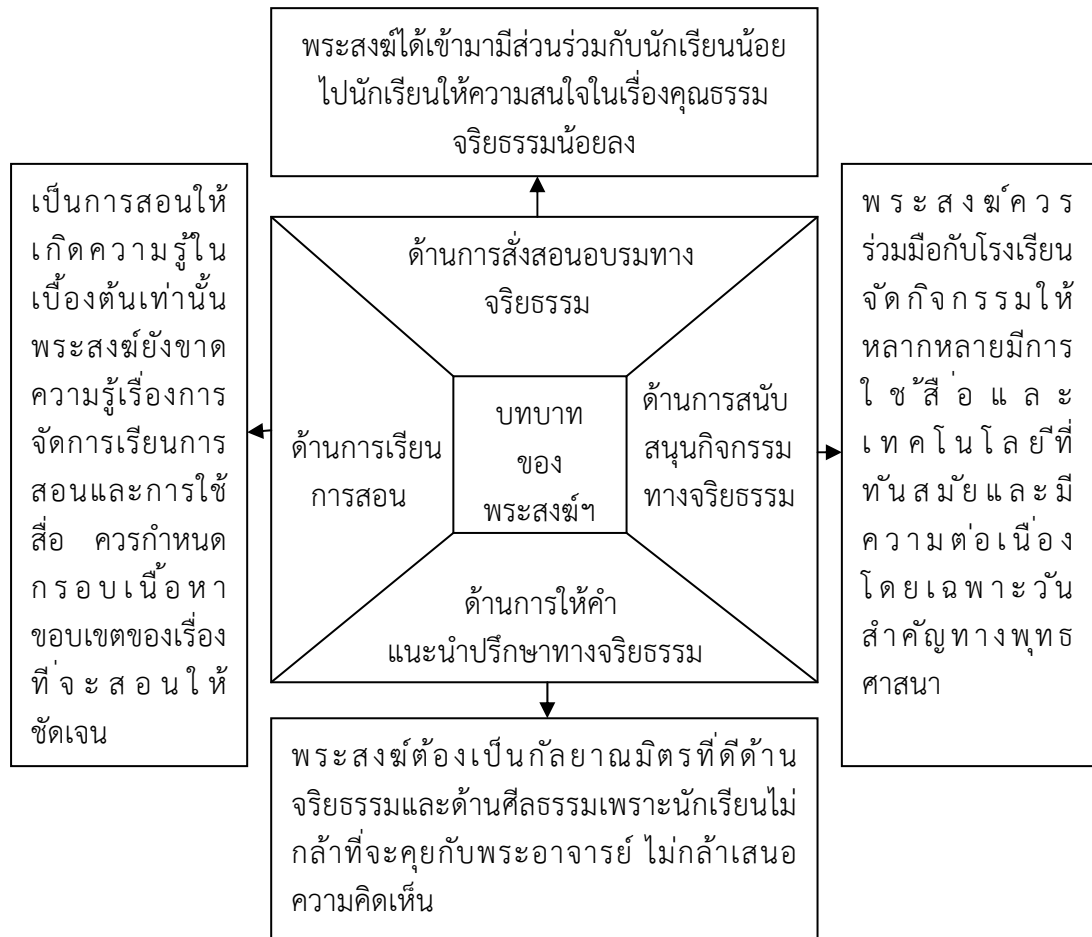 พระสงฆ์ได้เข้ามามีส่วนร่วมกับนักเรียนน้อย
ไปนักเรียนให้ความสนใจในเรื่องคุณธรรม
จริยธรรมน้อยลง
เป็นการสอนให้
เกิดความรู้ใน
เบื้องต้นเท่านั้น
พระสงฆ์ยังขาด
ความรู้เรื่องการ
จัดการเรียนการ
สอนและการใช้
สื่อ ควรกำหนด
กรอบเนื้อหา
ขอบเขตของเรื่อง
ที่จะสอนให้
ชัดเจน
ด้านการสั่งสอนอบรมทาง
จริยธรรม
ด้านการเรียน
การสอน
บทบาท
ของ
พระสงฆ์ฯ
ด้านการสนับ
สนุนกิจกรรม
ทางจริยธรรม
ด้านการให้คำ
แนะนำปรึกษาทางจริยธรรม
พระสงฆ์ควร
ร่วมมือกับโรงเรียน
จัดกิจกรรมให้
หลากหลายมีการ
ใช้สื่อและ
เทคโนโลยีที่
ทันสมัยและมี
ความต่อเนื่อง
โดยเฉพาะวัน
สำคัญทางพุทธ
ศาสนา
พระสงฆ์ต้องเป็นกัลยาณมิตรที่ดีด้าน
จริยธรรมและด้านศีลธรรมเพราะนักเรียนไม่
กล้าที่จะคุยกับพระอาจารย์ ไม่กล้าเสนอ
ความคิดเห็น